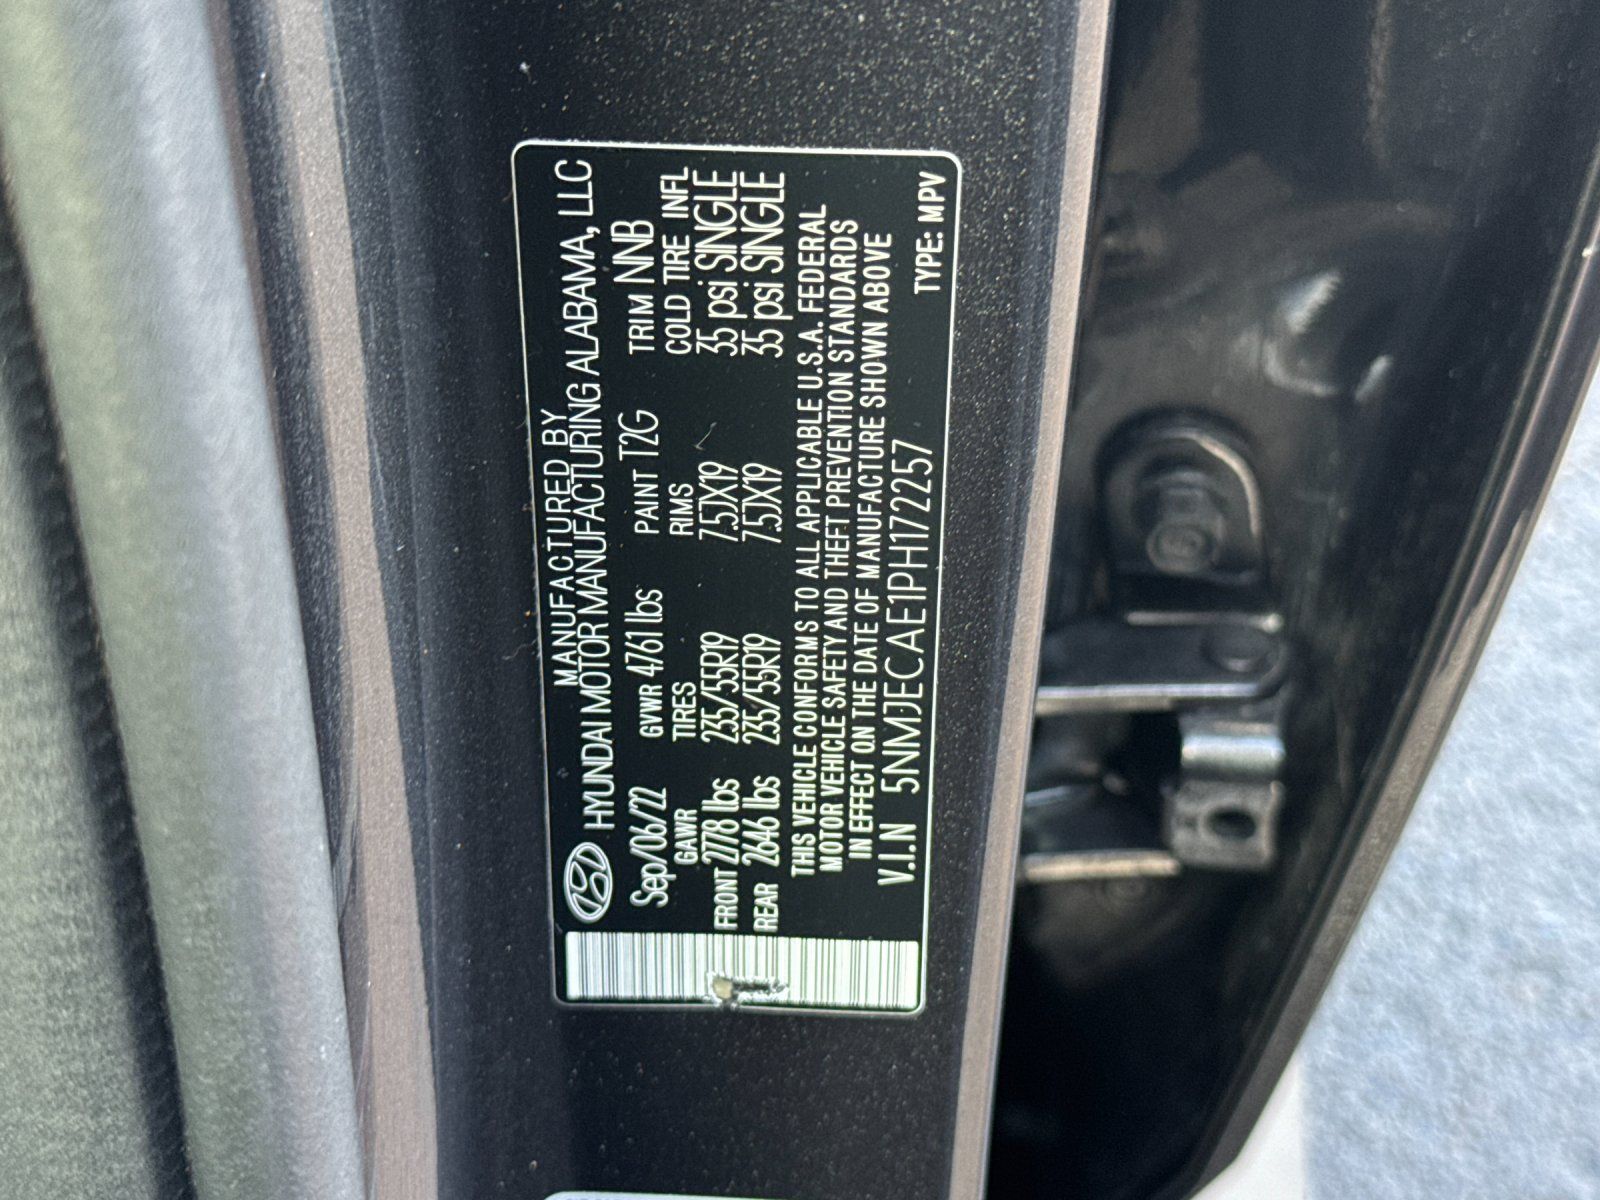 MANUFACTURED BY
HYUNDAI MOTOR MANUFACTURING ALABAMA, LLC
Sep/06/22 GVWR 4761 lbs PAINT T2G TRIM NNB
GAWR TIRES RIMS COLD TIRE INFL
FRONT 2778 lbs 235/55R19 7.5JX19 35 psi SINGLE
REAR 2646 lbs 235/55R19 7.5JX19 35 psi SINGLE
THIS VEHICLE CONFORMS TO ALL APPLICABLE U.S.A. FEDERAL
MOTOR VEHICLE SAFETY AND THEFT PREVENTION STANDARDS
IN EFFECT ON THE DATE OF MANUFACTURE SHOWN ABOVE
V.I.N 5NMJECAE1PH172257 TYPE: MPV